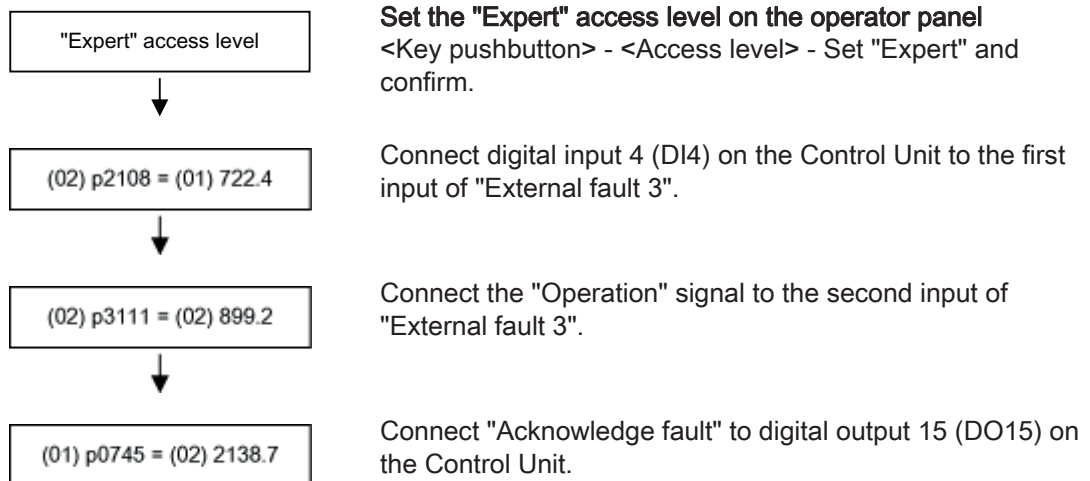 "Expert" access level
Set the "Expert" access level on the operator panel
<Key pushbutton> - <Access level> - Set "Expert" and
confirm.
(02) p2108 = (01) 722.4
Connect digital input 4 (DI4) on the Control Unit to the first
input of "External fault 3".
(02) p3111 = (02) 899.2
Connect the "Operation" signal to the second input of
"External fault 3".
(01) p0745 = (02) 2138.7
Connect "Acknowledge fault" to digital output 15 (DO15) on
the Control Unit.